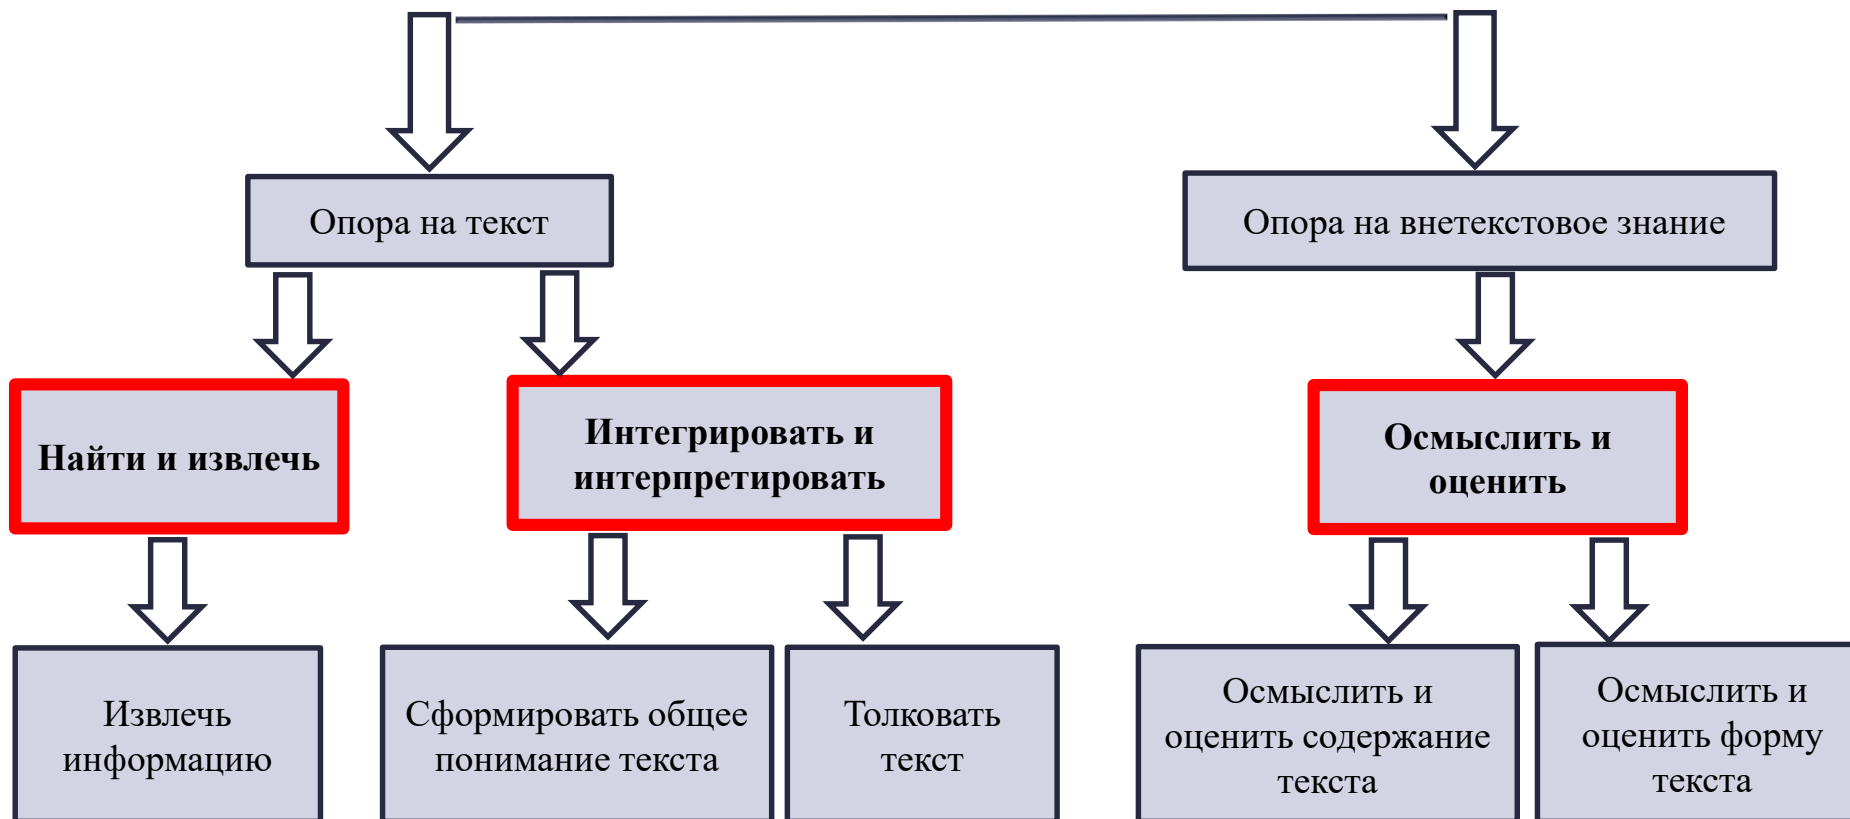 Опора на текст
Опора на внетекстовое знание
Найти и извлечь
Интегрировать и
интерпретировать
Осмыслить и
оценить
Извлечь
информацию
Сформировать общее
понимание текста
Толковать
текст
Осмыслить и
оценить содержание
текста
Осмыслить и
оценить форму
текста